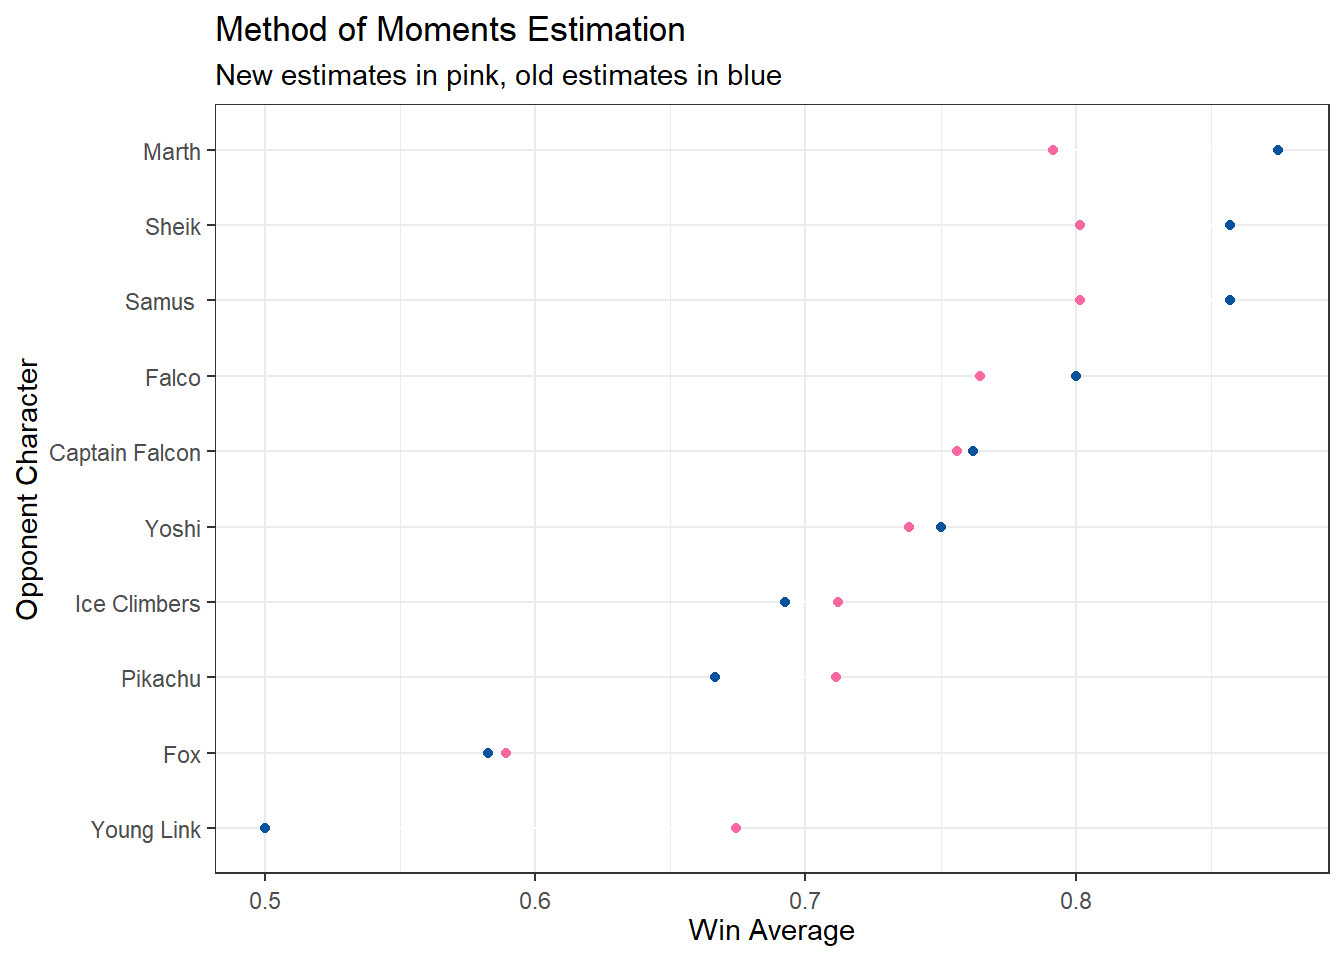 Method of Moments Estimation
New estimates in pink, old estimates in blue
Opponent Character
Marth
Sheik
Samus
Falco
Captain Falcon
Yoshi
Ice Climbers
Pikachu
Fox
Young Link
0.5 0.6 0.7 0.8
Win Average